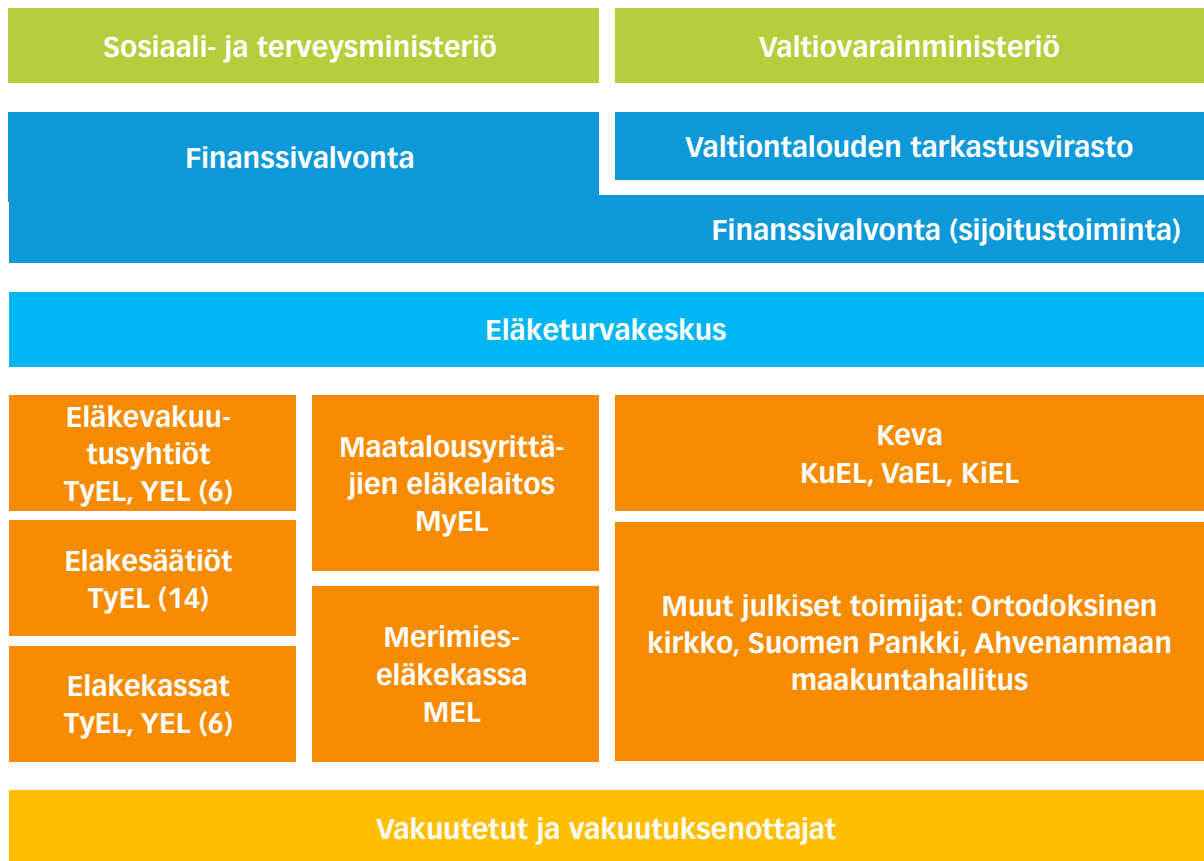 Sosiaali- ja terveysministeriö
Valtiovarainministeriö
Finanssivalvonta
Valtiontalouden tarkastusvirasto
Finanssivalvonta (sijoitustoiminta)
Eläketurvakeskus
Eläkevakuu-
tusyhtiöt
TyEL, YEL (6)
Elakesäätiöt
TyEL (14)
Elakekassat
TyEL, YEL (6)
Maatalousyrittä-
jien eläkelaitos
MyEL
Merimies-
eläkekassa
MEL
Keva
KuEL, VaEL, KiEL
Muut julkiset toimijat: Ortodoksinen
kirkko, Suomen Pankki, Ahvenanmaan
maakuntahallitus
Vakuutetut ja vakuutuksenottajat